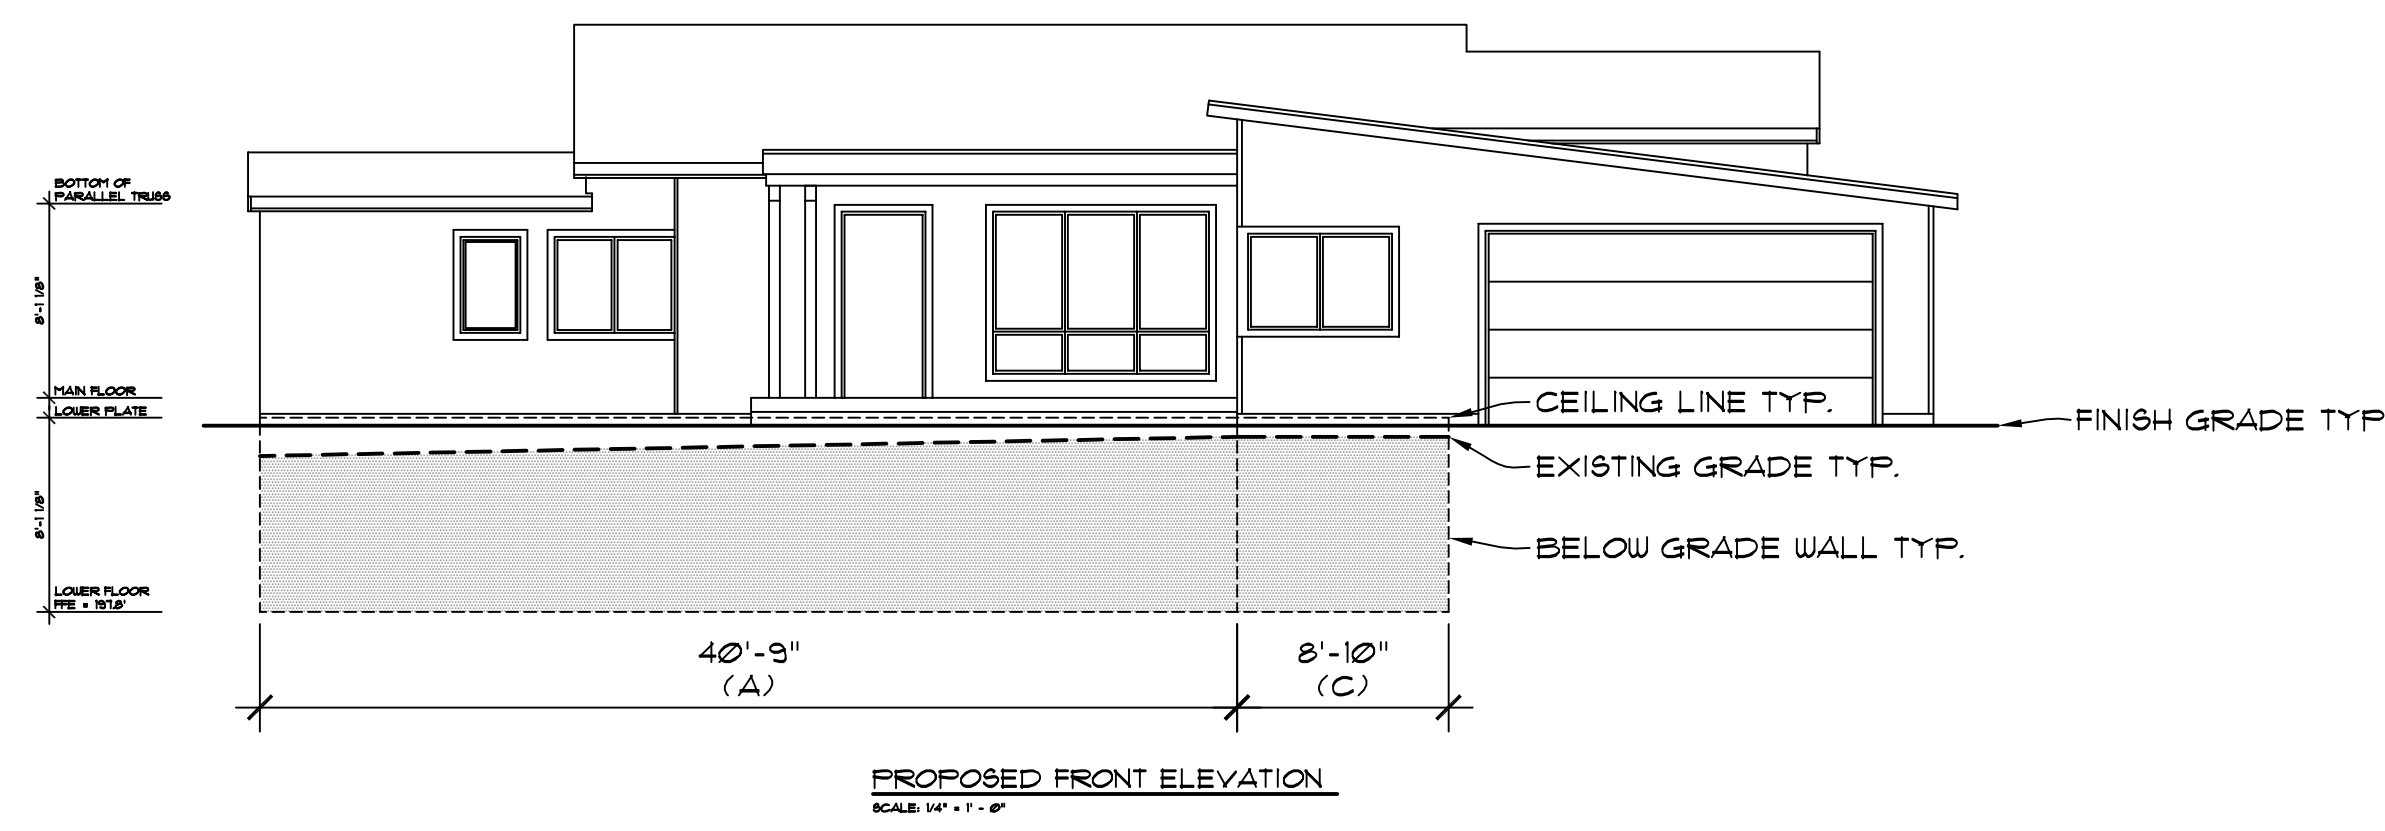 BOTTOM OF
PARALLEL TRUSS
8'-1 1/8"
MAIN FLOOR
LOWER PLATE
CEILING LINE TYP.
FINISH GRADE TYP
EXISTING GRADE TYP.
8'-1 1/8"
BELOW GRADE WALL TYP.
LOWER FLOOR
FFE = 197.8'
40'-9"
(A)
8'-10"
(C)
PROPOSED FRONT ELEVATION
SCALE: 1/4" = 1' - 0"